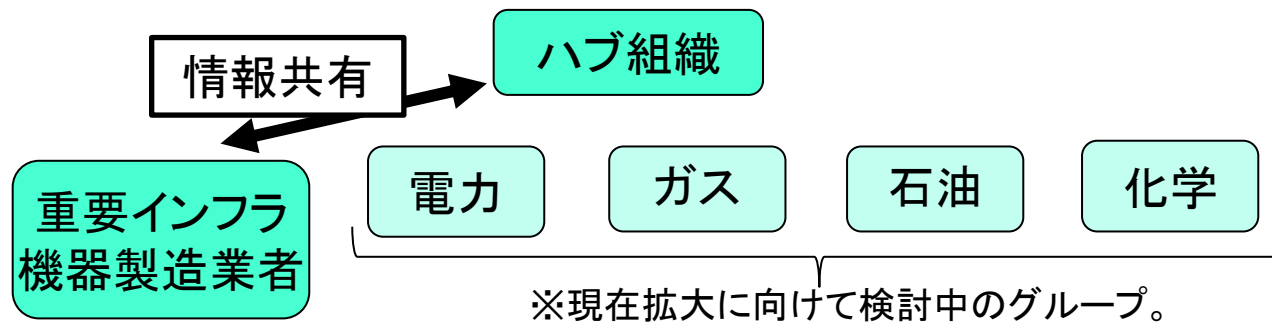 ハブ組織
情報共有
重要インフラ
機器製造業者
電力
ガス
石油
化学
※現在拡大に向けて検討中のグループ。